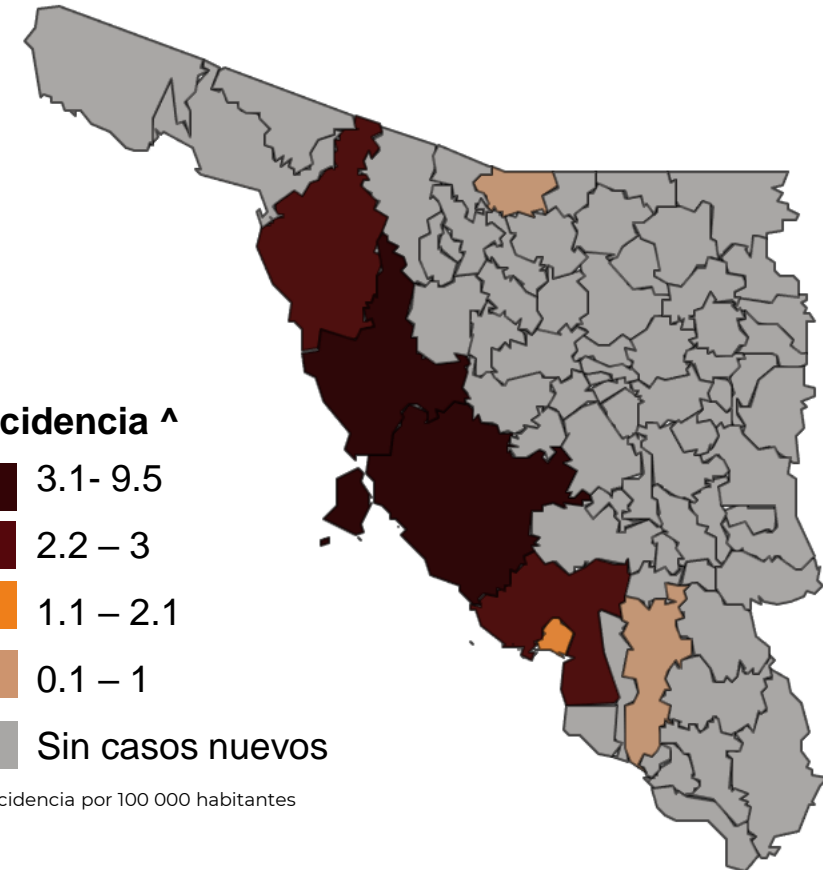 cidencia ^
3.1- 9.5
2.2 – 3
1.1 – 2.1
0.1 – 1
Sin casos nuevos
cidencia por 100 000 habitantes